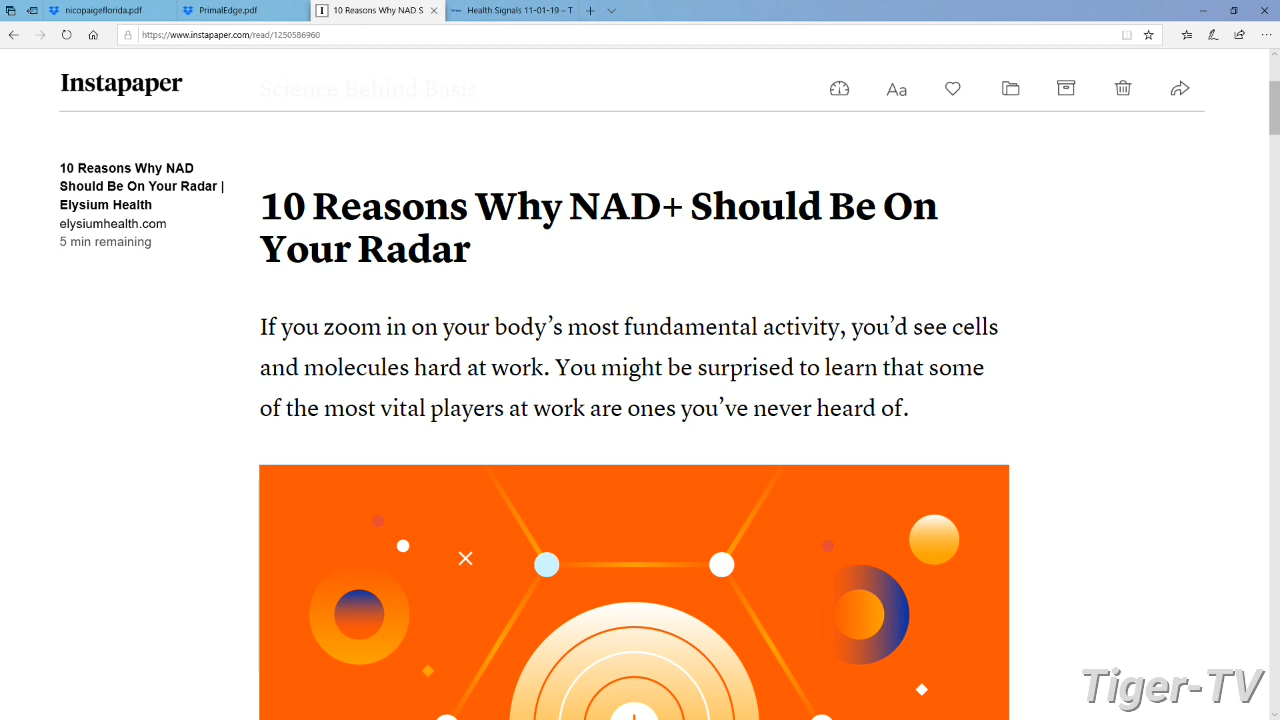 nicopaigeflorida.pdf
PrimalEdge.pdf
10 Reasons Why NAD S
Health Signals 11-01-19 – T
https://www.instapaper.com/read/1250586960
Instapaper
Science Behind Basis.
Aa
10 Reasons Why NAD
Should Be On Your Radar |
Elysium Health
elysiumhealth.com
5 min remaining
10 Reasons Why NAD+ Should Be On
Your Radar
If you zoom in on your body’s most fundamental activity, you’d see cells
and molecules hard at work. You might be surprised to learn that some
of the most vital players at work are ones you’ve never heard of.
Tiger-TV